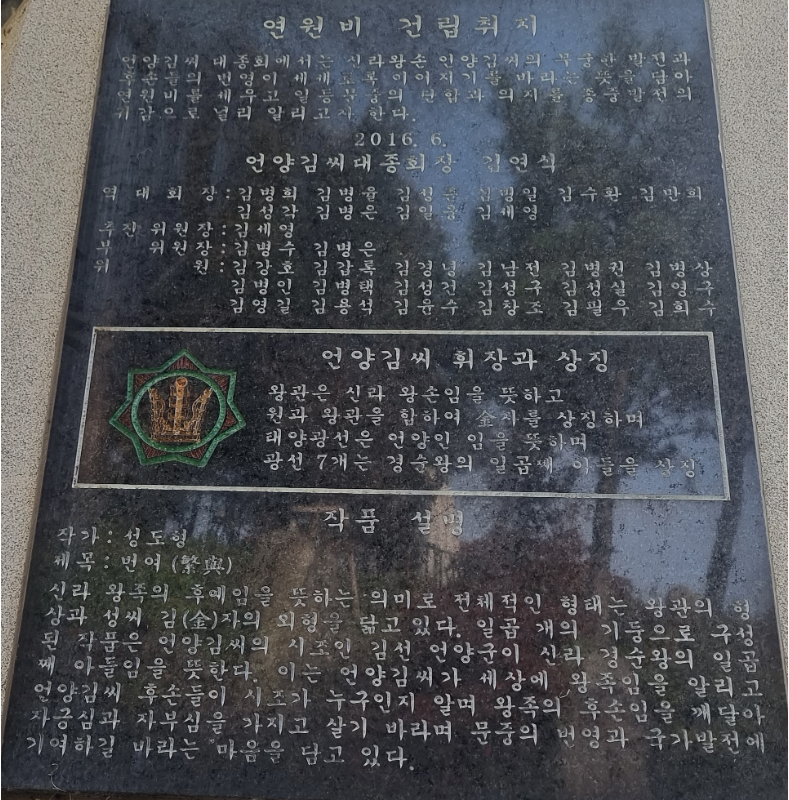 연원비 건립취지
언양김씨 대종회에서는 신라왕손 언양김씨의 무궁한 발전과
후손들의 번영이 세세토록 이어지기를 바라는 뜻을 담아
연원비를 세우고 일등문중의 단합과 의지를 종중발전의
기감으로 널리 알리고자 한다.
2016. 6.
언양김씨대종회장 김연식
역대회장:김병희 김병율 김성 김명일 김수환 김만희
김성각 김병은 김일웅 김세영
추진위원장:김세영
부위원장:김병수 김병은
위원:김강호 김갑록 김경녕 김남전 김병권 김병상
김병인 김병택 김성건 김성구 김성실 김영구
김영길 김용석 김윤수 김창조 김필우 김희수
언양김씨 휘장과 상징
왕관은 신라 왕손임을 뜻하고
원과 왕관을 합하여 金자를 상징하며
태양광선은 언양인 임을 뜻하며
광선 7개는 경순왕의 일곱째 아들을 상징
작품 설명
작가: 성도형
제목: 번여 (繁與)
신라 왕족의 후예임을 뜻하는 의미로 전체적인 형태는 왕관의 형
상과 성씨 김(金)자의 외형을 닮고 있다. 일곱 개의 기둥으로 구성
된 작품은 언양김씨의 시조인 김선 언양군이 신라 경순왕의 일곱
째 아들임을 뜻한다. 이는 언양김씨가 세상에 왕족임을 알리고
언양김씨 후손들이 시조가 누구인지 알며 왕족의 후손임을 깨달아
자긍심과 자부심을 가지고 살기 바라며 문중의 번영과 국가발전에
기여하길 바라는 마음을 담고 있다.